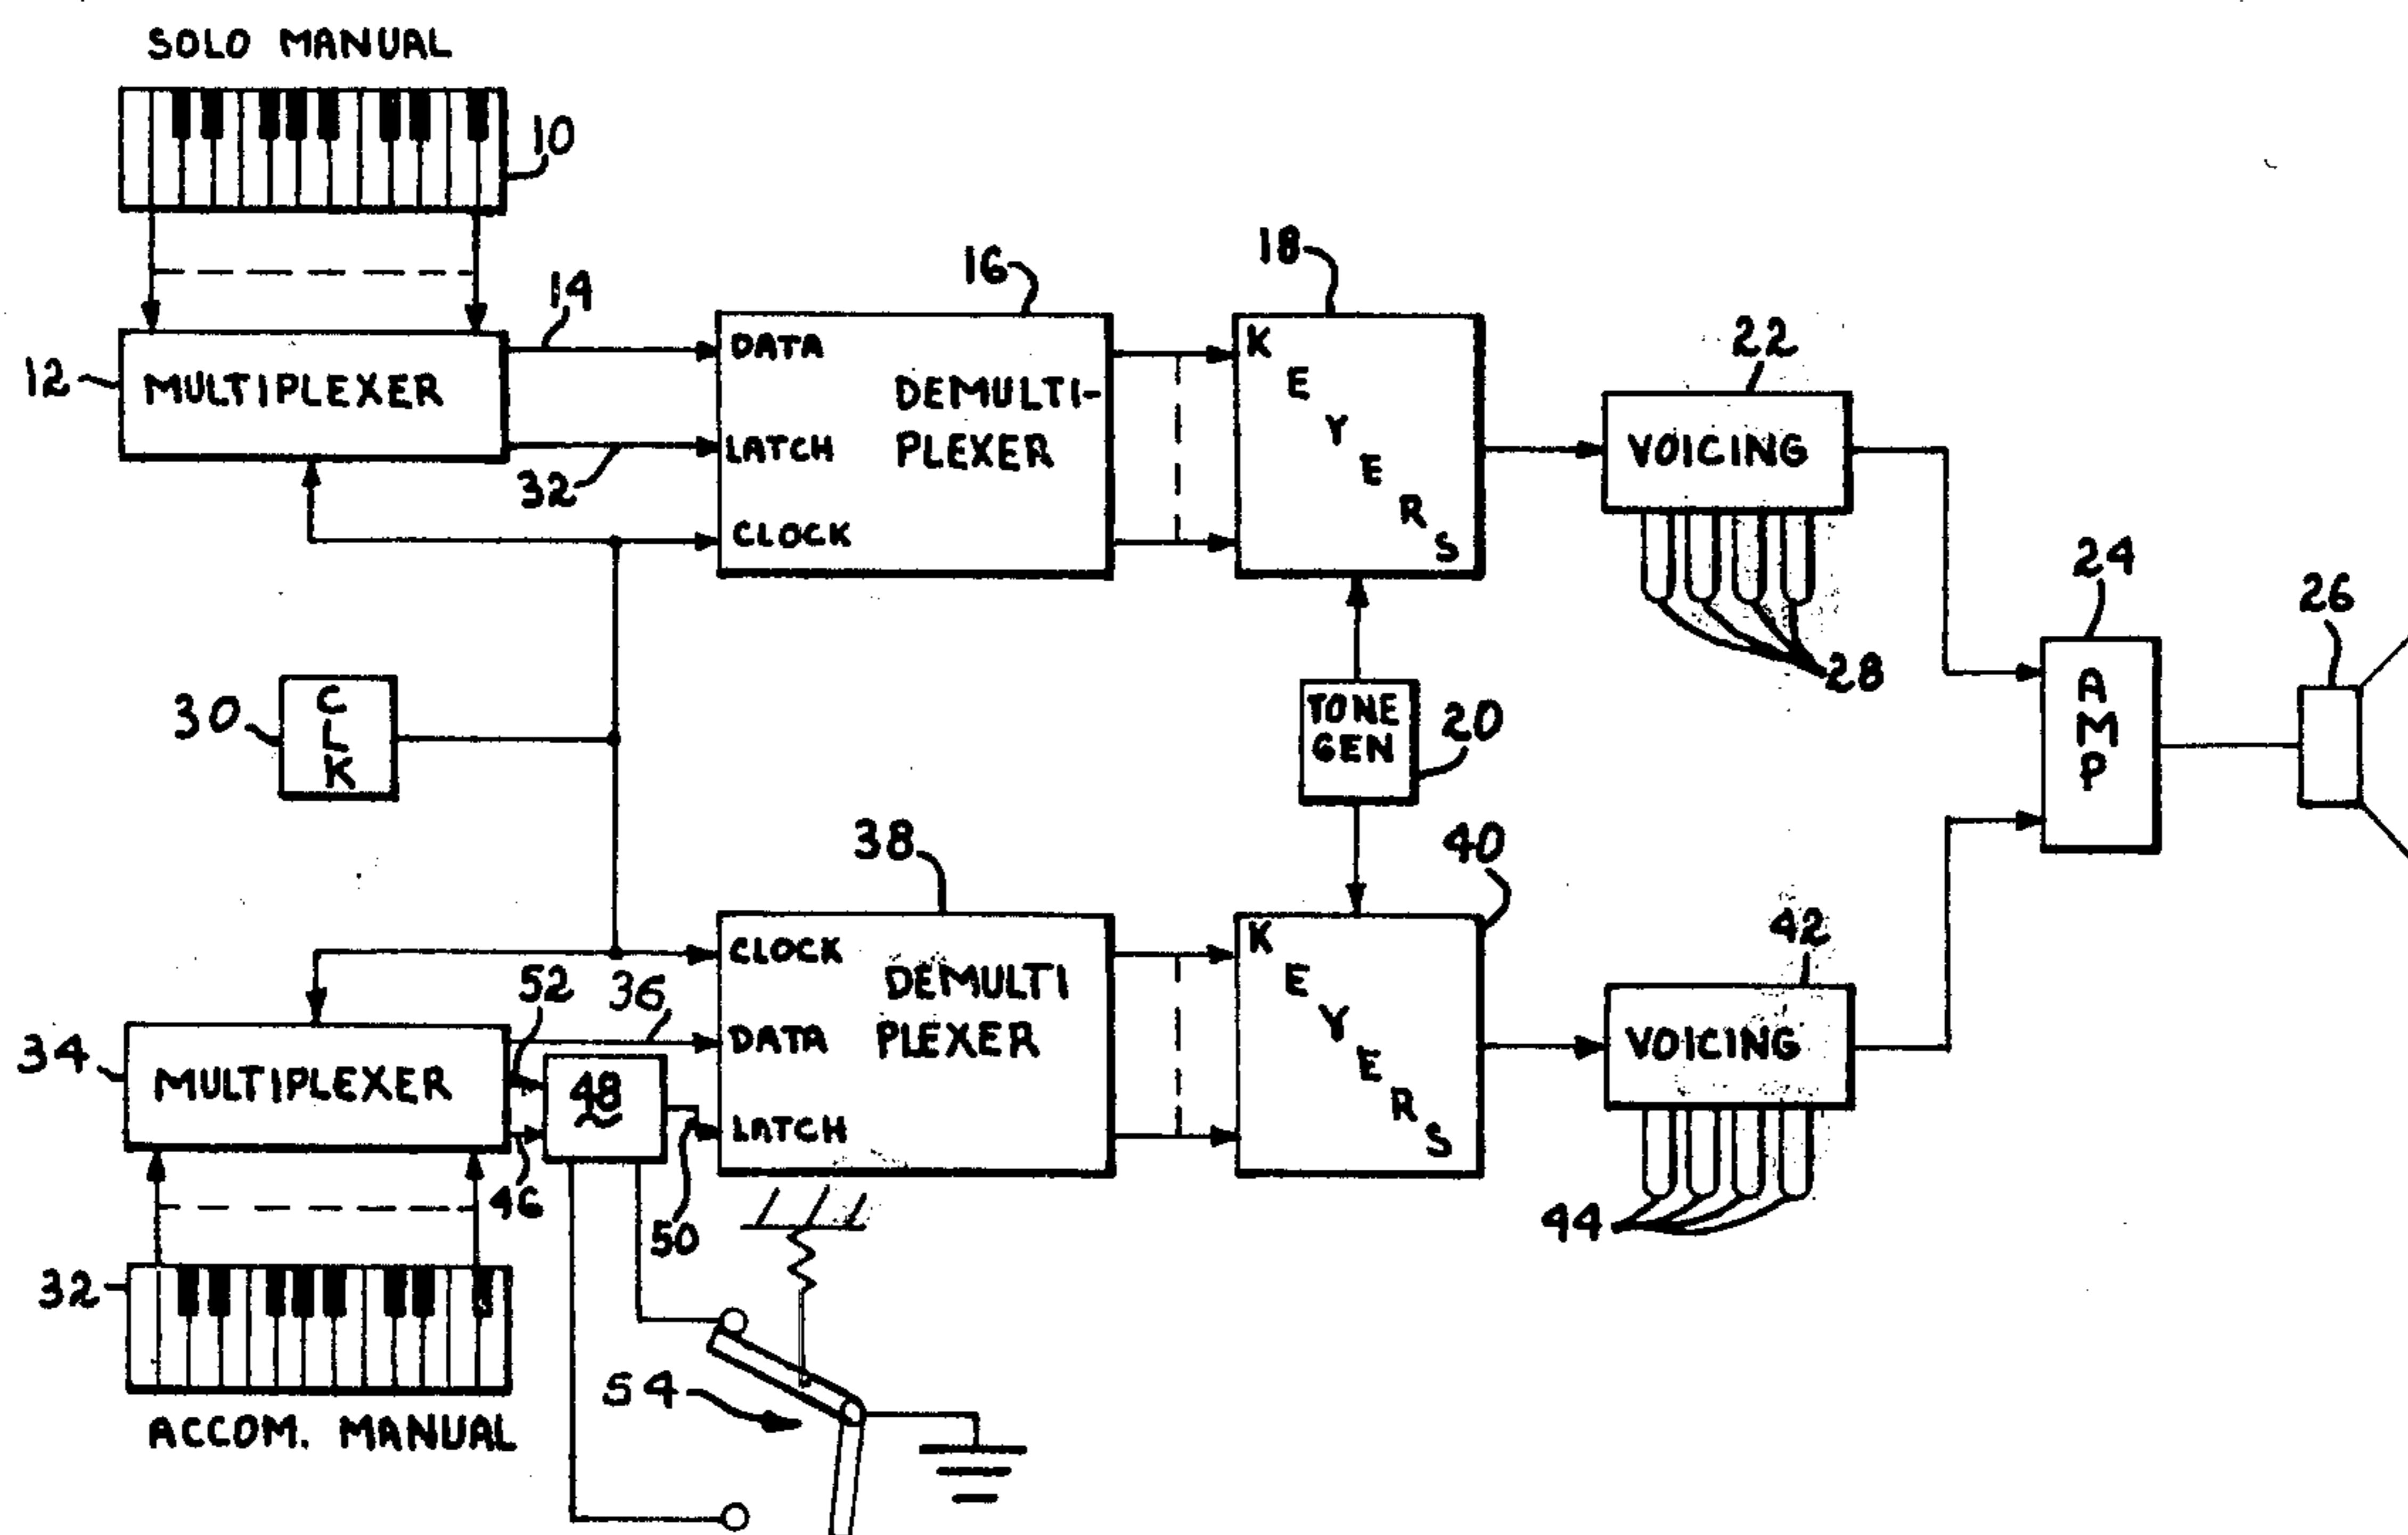 SOLO MANUAL
10
14
16
18
22
12
MULTIPLEXER
DATA
LATCH
CLOCK
DEMULTI-
PLEXER
KEYERS
VOICING
32
28
24
26
30
CLK
TONE
GEN
20
AMP
38
40
42
52
36
34
MULTIPLEXER
48
CLOCK
DATA
LATCH
DEMULTI
PLEXER
KEYERS
VOICING
46
50
44
32
54
ACCOM. MANUAL